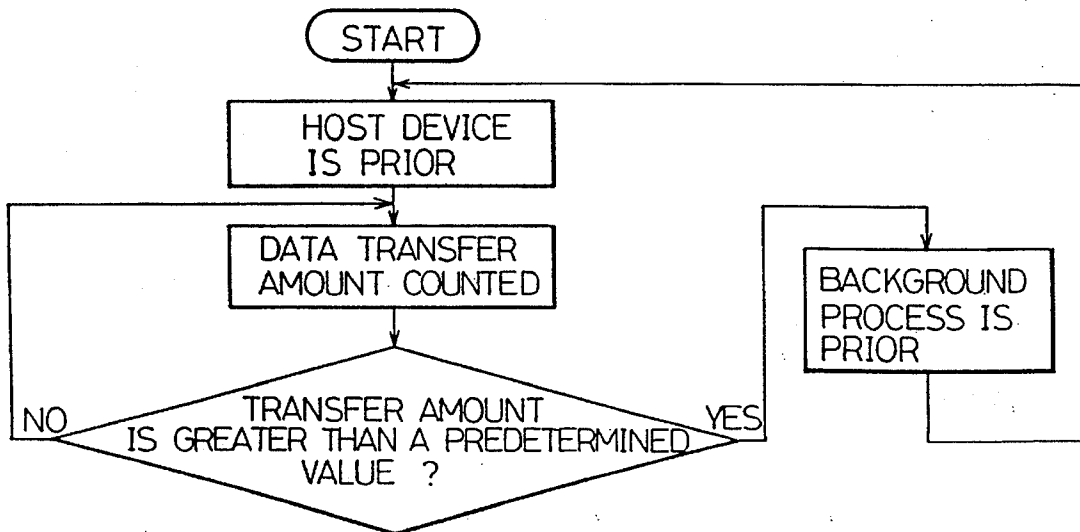 START
HOST DEVICE
IS PRIOR
DATA TRANSFER
AMOUNT COUNTED
TRANSFER AMOUNT
IS GREATER THAN A PREDETERMINED
VALUE ?
NO
YES
BACKGROUND
PROCESS IS
PRIOR